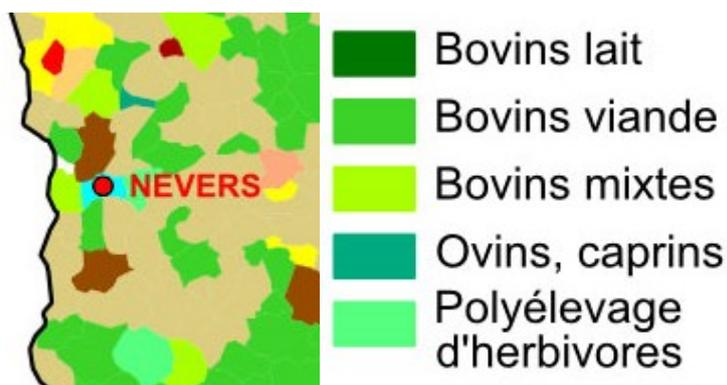 NEVERS
Bovins lait
Bovins viande
Bovins mixtes
Ovins, caprins
Polyélevage
d'herbivores